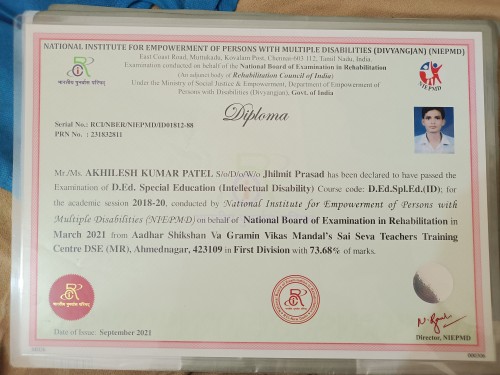 NATIONAL INSTITUTE FOR EMPOWERMENT OF PERSONS WITH MULTIPLE DISABILITIES (DIVYANGJAN) (NIEPMD)
East Coast Road, Muttukadu, Kovalam Post, Chennai-603 112, Tamil Nadu, India.
Examination conducted on behalf of the National Board of Examination in Rehabilitation
(An adjunct body of Rehabilitation Council of India)
Under the Ministry of Social Justice & Empowerment, Department of Empowerment of
Persons with Disabilities (Divyangjan), Govt. of India
भारतीय पुनर्वास परिषद्
NIEPMD
Diploma
Serial No.: RCI/NBER/NIEPMD/ID01812-88
PRN No. : 231832811
Mr./Ms. AKHILESH KUMAR PATEL S/o/D/o/W/o Jhilmit Prasad has been declared to have passed the
Examination of D.Ed. Special Education (Intellectual Disability) Course code: D.Ed.Spl.Ed.(ID); for
the academic session 2018-20, conducted by National Institute for Empowerment of Persons with
Multiple Disabilities (NIEPMD) on behalf of National Board of Examination in Rehabilitation in
March 2021 from Aadhar Shikshan Va Gramin Vikas Mandal's Sai Seva Teachers Training
Centre DSE (MR), Ahmednagar, 423109 in First Division with 73.68% of marks.
Date of Issue: September 2021
Director, NIEPMD